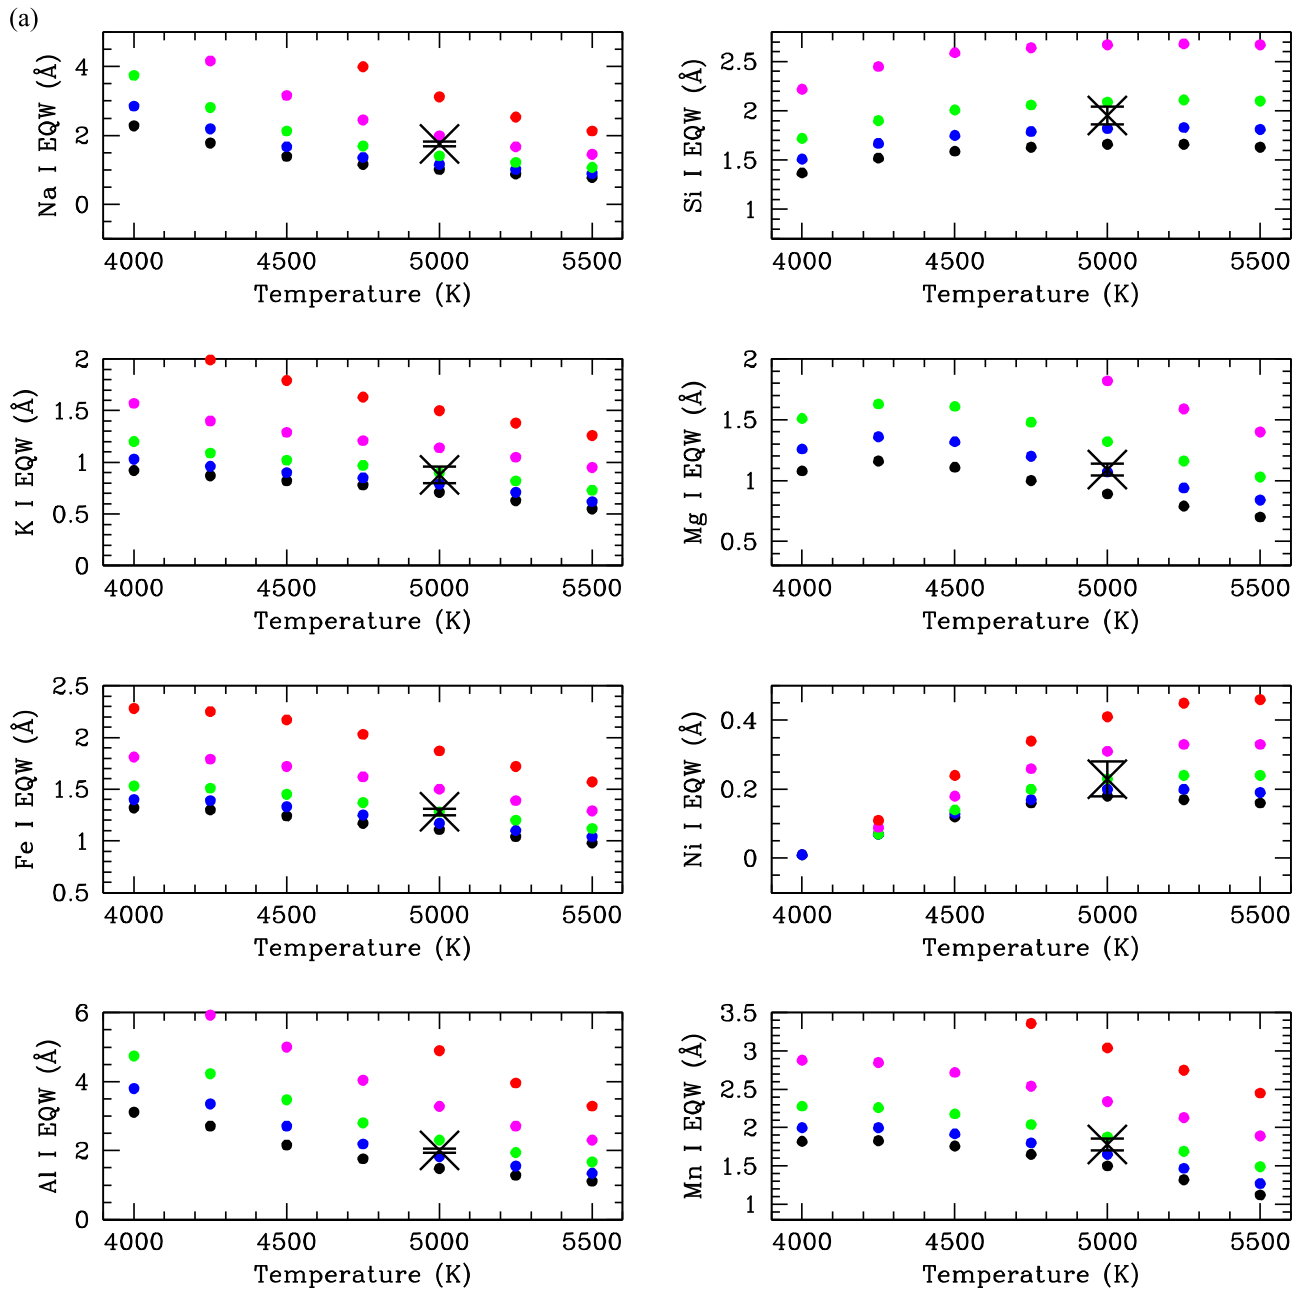 (a)
4
2
0
Na I EQW (Å)
4000 4500 5000 5500
Temperature (K)
2.5
2
1.5
1
Si I EQW (Å)
4000 4500 5000 5500
Temperature (K)
2
1.5
1
0.5
0
K I EQW (Å)
4000 4500 5000 5500
Temperature (K)
2
1.5
1
0.5
Mg I EQW (Å)
4000 4500 5000 5500
Temperature (K)
2.5
2
1.5
1
0.5
Fe I EQW (Å)
4000 4500 5000 5500
Temperature (K)
0.4
0.2
0
Ni I EQW (Å)
4000 4500 5000 5500
Temperature (K)
6
4
2
0
Al I EQW (Å)
4000 4500 5000 5500
Temperature (K)
3.5
3
2.5
2
1.5
1
Mn I EQW (Å)
4000 4500 5000 5500
Temperature (K)